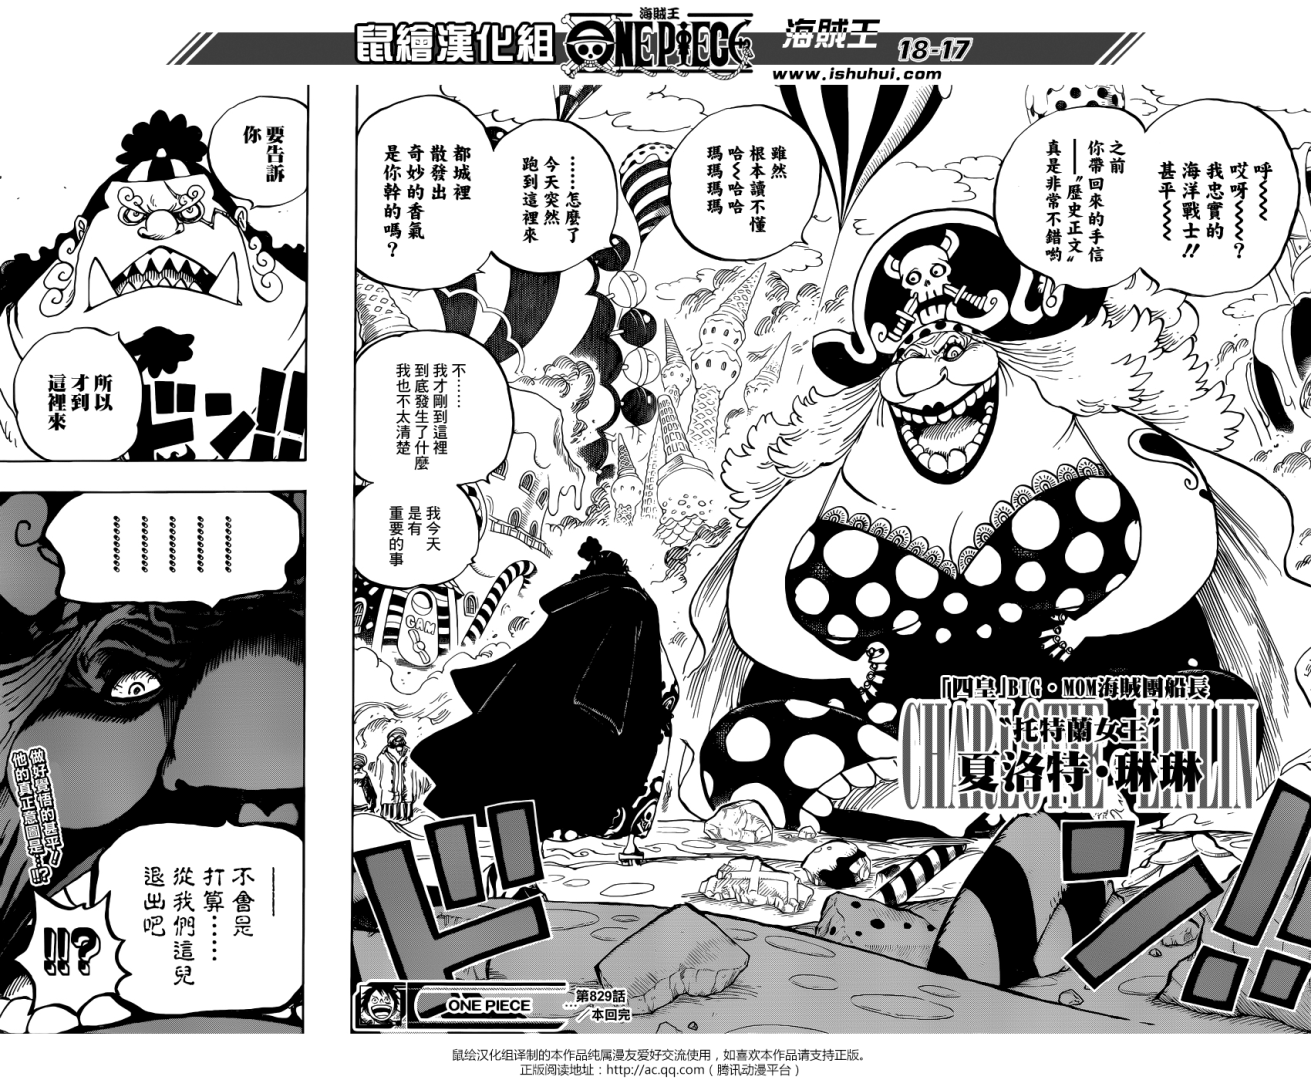 鼠繪漢化組
海賊王
ONE PIECE
海賊王
18-17
www.ishuhui.com
呼~~~
哎呀~~~?
我忠實的
海洋戰士!!
甚平~~~
之前
你帶回來的手信
——"歷史正文"
真是非常不錯喲
雖然
根本讀不懂
哈~哈哈
瑪瑪瑪瑪
……怎麼了
今天突然
跑到這裡來
都城裡
散發出
奇妙的香氣
是你幹的嗎?
不……
我才剛到這裡
到底發生了什麼
我也不太清楚
我今天
是有
重要的事
GAM
「四皇」BIG・MOM海賊團船長
CHARLOTTE LINLIN
"托特蘭女王"
夏洛特・琳琳
ドン!!
要告訴
你
所以
才到
這裡來
ドン!!
………………
——
不會是
打算……
從我們這兒
退出吧
!!?
做好覺悟的甚平!
他的真正意圖是…!?
ONE PIECE
第829話
…／本回完
鼠绘汉化组译制的本作品纯属漫友爱好交流使用，如喜欢本作品请支持正版。
正版阅读地址：http://ac.qq.com（腾讯动漫平台）